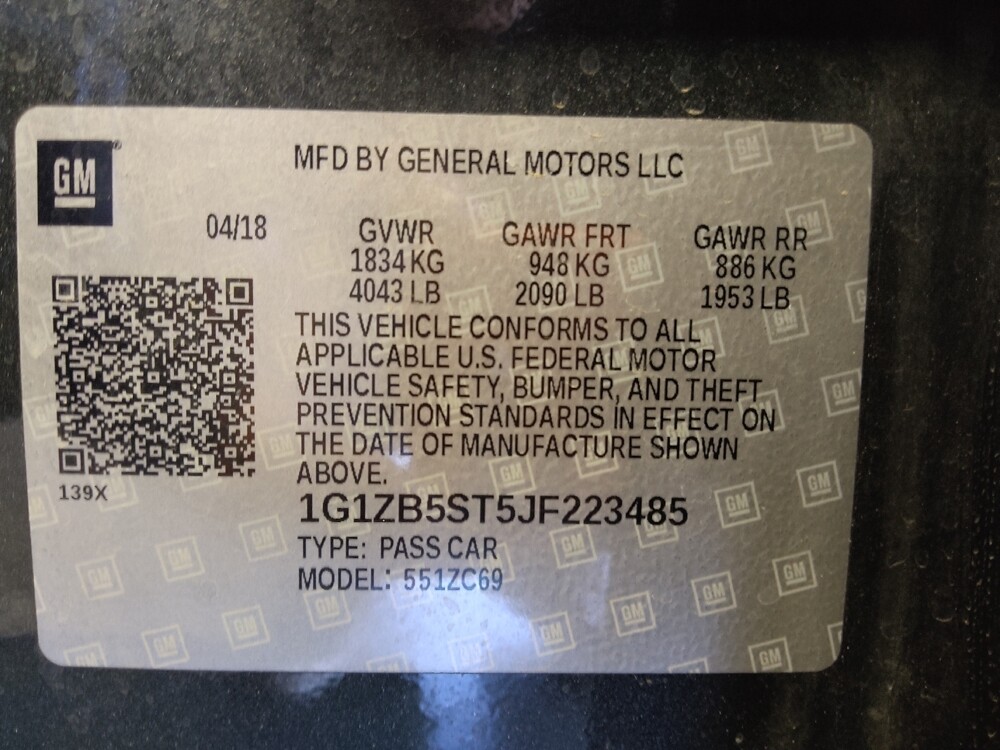 GM
MFD BY GENERAL MOTORS LLC
04/18
GVWR GAWR FRT GAWR RR
1834 KG 948 KG 886 KG
4043 LB 2090 LB 1953 LB
THIS VEHICLE CONFORMS TO ALL
APPLICABLE U.S. FEDERAL MOTOR
VEHICLE SAFETY, BUMPER, AND THEFT
PREVENTION STANDARDS IN EFFECT ON
THE DATE OF MANUFACTURE SHOWN
ABOVE.
139X
1G1ZB5ST5JF223485
TYPE: PASS CAR
MODEL: 551ZC69